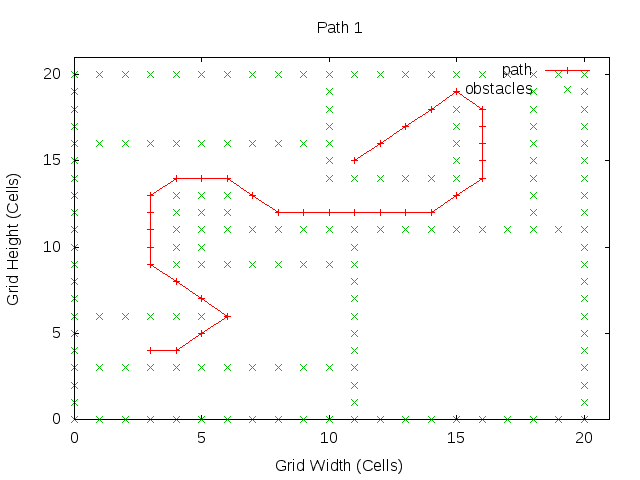 Path 1
path
obstacles
20
15
10
5
0
Grid Height (Cells)
0 5 10 15 20
Grid Width (Cells)